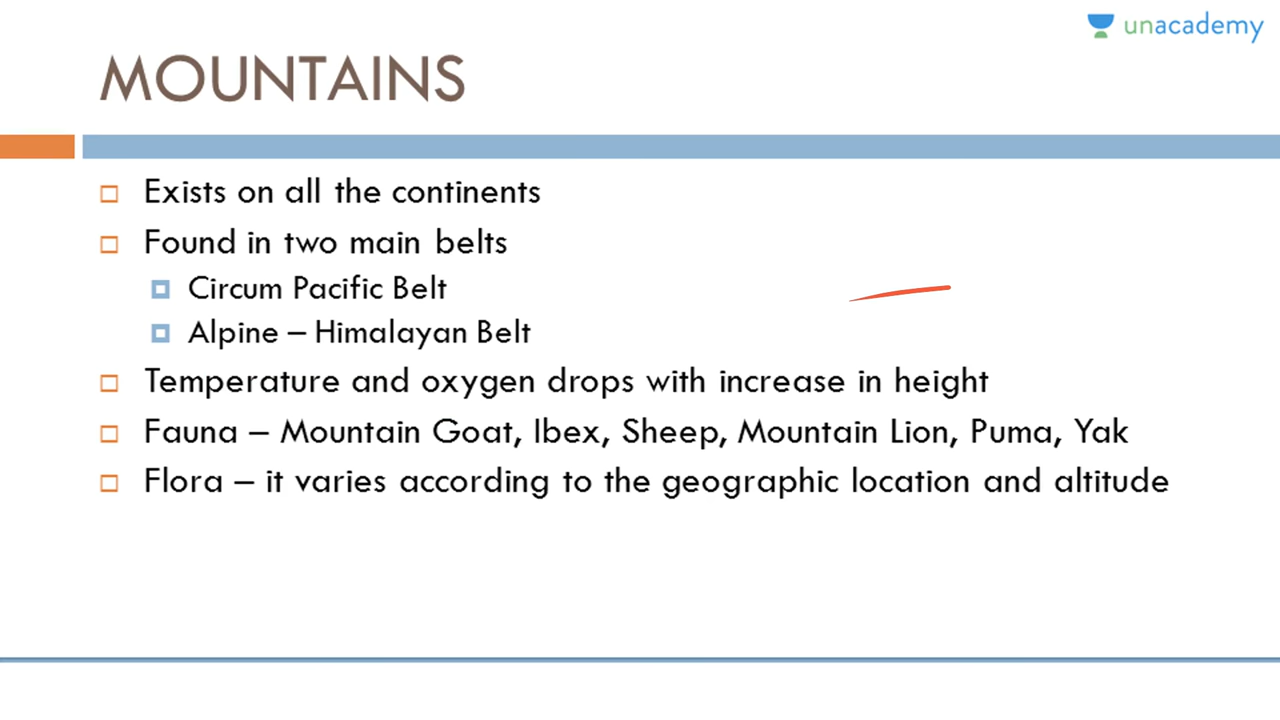 unacademy
MOUNTAINS
Exists on all the continents
Found in two main belts
Circum Pacific Belt
Alpine – Himalayan Belt
Temperature and oxygen drops with increase in height
Fauna – Mountain Goat, Ibex, Sheep, Mountain Lion, Puma, Yak
Flora – it varies according to the geographic location and altitude